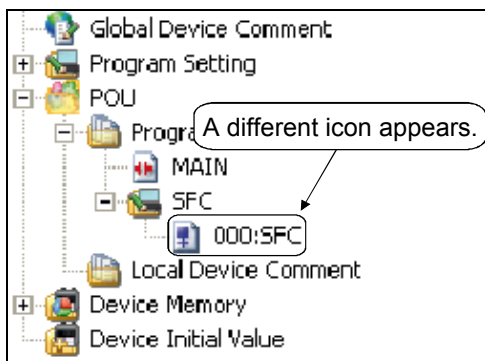 Global Device Comment
Program Setting
POU
Progra
A different icon appears.
MAIN
SFC
000:SFC
Local Device Comment
Device Memory
Device Initial Value